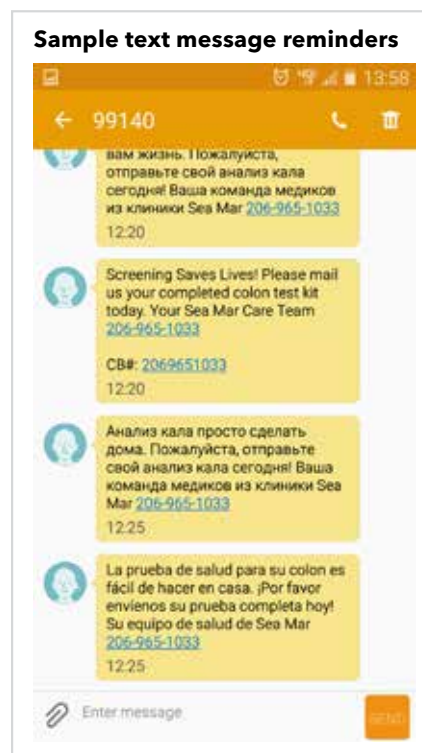 Sample text message reminders
13:58
99140
вам жизнь. Пожалуйста,
отправьте свой анализ кала
сегодня! Ваша команда медиков
из клиники Sea Mar 206-965-1033
12:20
Screening Saves Lives! Please mail
us your completed colon test kit
today. Your Sea Mar Care Team
206-965-1033
CB#: 2069651033
12:20
Анализ кала просто сделать
дома. Пожалуйста, отправьте
свой анализ кала сегодня! Ваша
команда медиков из клиники Sea
Mar 206-965-1033
12:25
La prueba de salud para su colon es
fácil de hacer en casa. ¡Por favor
envienos su prueba completa hoy!
Su equipo de salud de Sea Mar
206-965-1033
12:25
Enter message
SEND